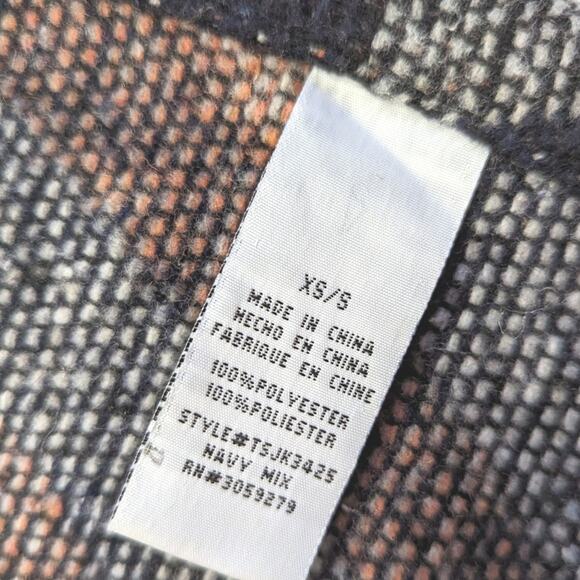 XS/S
MADE IN CHINA
HECHO EN CHINA
FABRIQUE EN CHINE
100%POLYESTER
100%POLIESTER
STYLE#TSJK3425
NAVY MIX
RN#3059279